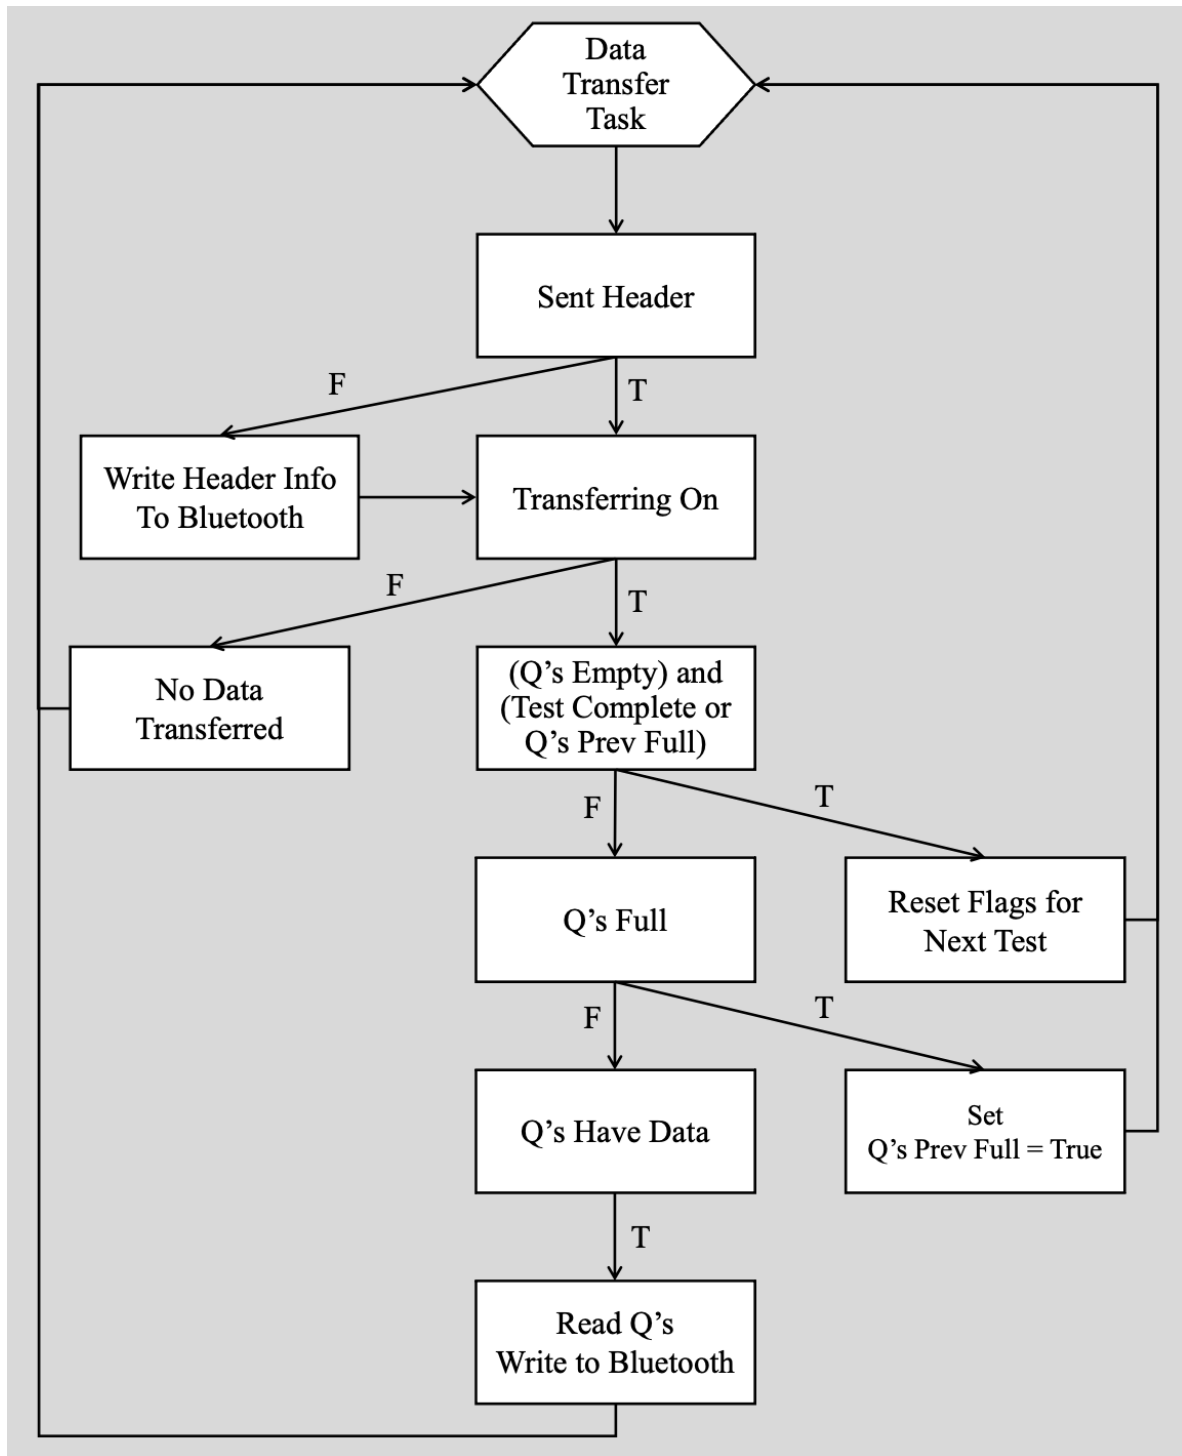 Data
Transfer
Task
Sent Header
F
T
Write Header Info
To Bluetooth
Transferring On
F
T
No Data
Transferred
(Q’s Empty) and
(Test Complete or
Q’s Prev Full)
F
T
Q’s Full
Reset Flags for
Next Test
F
T
Q’s Have Data
Set
Q’s Prev Full = True
T
Read Q’s
Write to Bluetooth